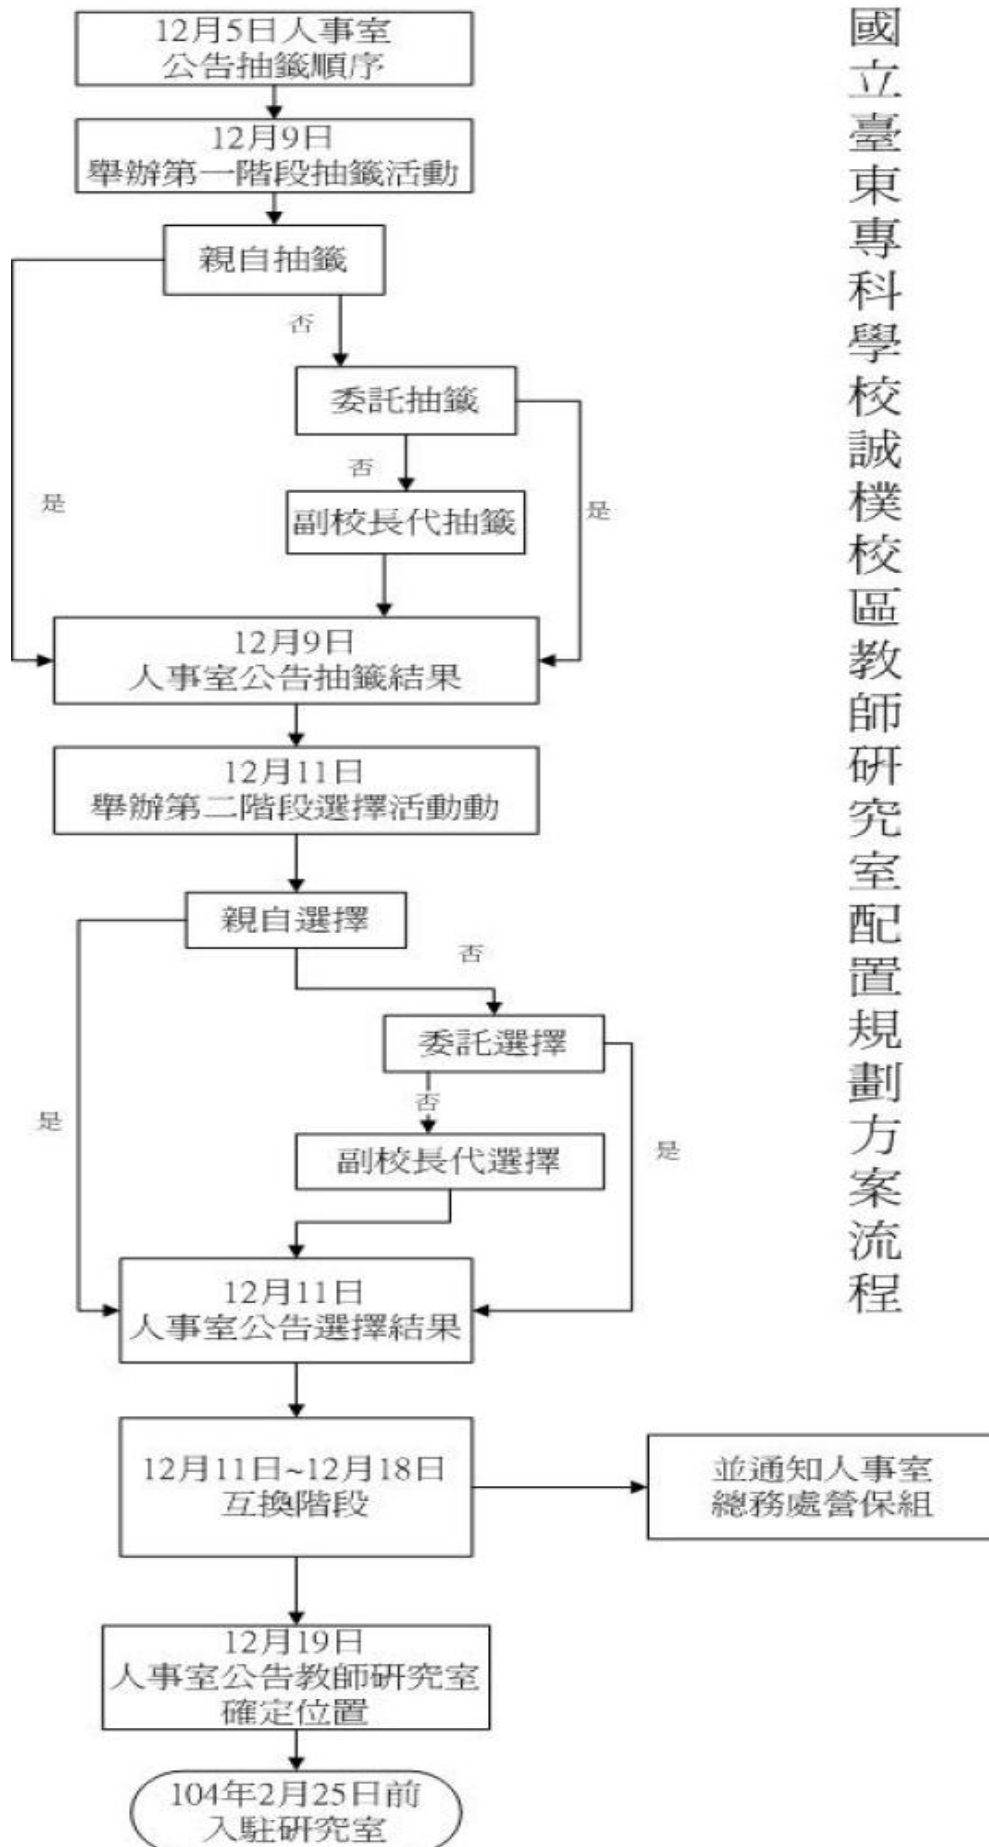 國立臺東專科學校誠樸校區教師研究室配置規劃方案流程
12月5日人事室
公告抽籤順序
12月9日
舉辦第一階段抽籤活動
親自抽籤
否
委託抽籤
否
是
是
副校長代抽籤
12月9日
人事室公告抽籤結果
12月11日
舉辦第二階段選擇活動動
親自選擇
否
委託選擇
否
是
是
副校長代選擇
12月11日
人事室公告選擇結果
12月11日~12月18日
互換階段
並通知人事室
總務處營保組
12月19日
人事室公告教師研究室
確定位置
104年2月25日前
入駐研究室